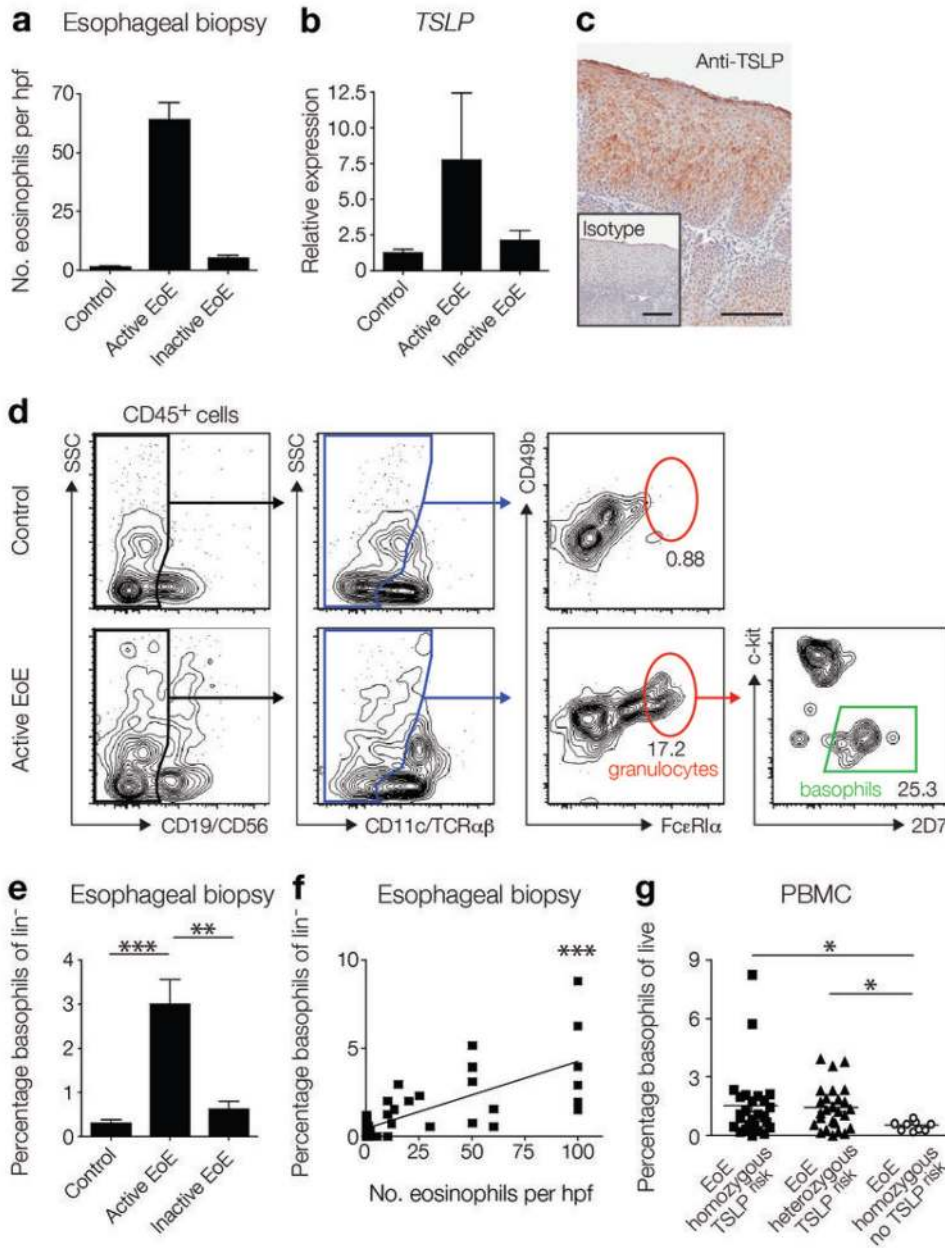 a Esophageal biopsy
No. eosinophils per hpf
70
50
25
0
Control
Active EoE
Inactive EoE
b TSLP
Relative expression
12.5
10.0
7.5
5.0
2.5
0
Control
Active EoE
Inactive EoE
c
Anti-TSLP
Isotype
d
CD45+ cells
Control
SSC
SSC
CD49b
0.88
Active EoE
17.2
granulocytes
c-kit
basophils 25.3
CD19/CD56
CD11c/TCRαβ
FcεRIα
2D7
e Esophageal biopsy
Percentage basophils of lin−
4
3
2
1
0
*** **
Control
Active EoE
Inactive EoE
f Esophageal biopsy
Percentage basophils of lin−
10
5
0
***
0 25 50 75 100
No. eosinophils per hpf
g PBMC
Percentage basophils of live
9
6
3
0
*
*
EoE
homozygous
TSLP risk
EoE
heterozygous
TSLP risk
EoE
homozygous
no TSLP risk